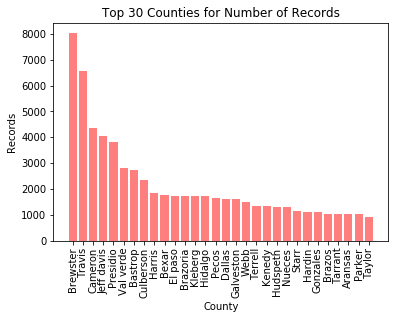 Top 30 Counties for Number of Records
8000
7000
6000
5000
4000
3000
2000
1000
0
Records
Brewster
Travis
Cameron
Jeff davis
Presidio
Val verde
Bastrop
Culberson
Harris
Bexar
El paso
Brazoria
Kleberg
Hidalgo
Pecos
Dallas
Galveston
Webb
Terrell
Kenedy
Hudspeth
Nueces
Starr
Hardin
Gonzales
Brazos
Tarrant
Aransas
Parker
Taylor
County